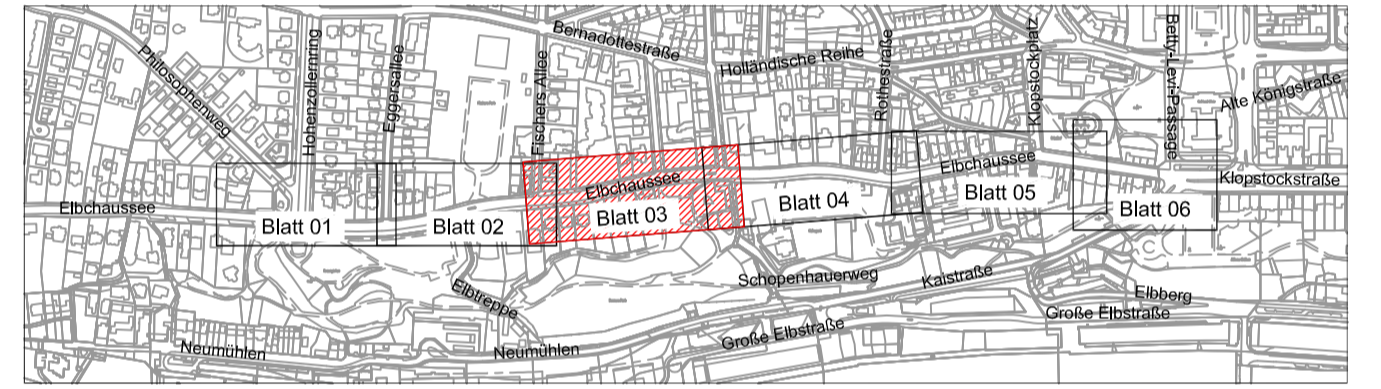 Philosophenweg
Hohenzollernring
Eggersallee
Fischers Allee
Bernadottestraße
Holländische Reihe
Rothestraße
Klopstockplatz
Betty-Levi-Passage
Alte Königstraße
Elbchaussee
Elbchaussee
Elbchaussee
Klopstockstraße
Blatt 01
Blatt 02
Blatt 03
Blatt 04
Blatt 05
Blatt 06
Elbtreppe
Schopenhauerweg
Kaistraße
Elbberg
Große Elbstraße
Große Elbstraße
Neumühlen
Neumühlen